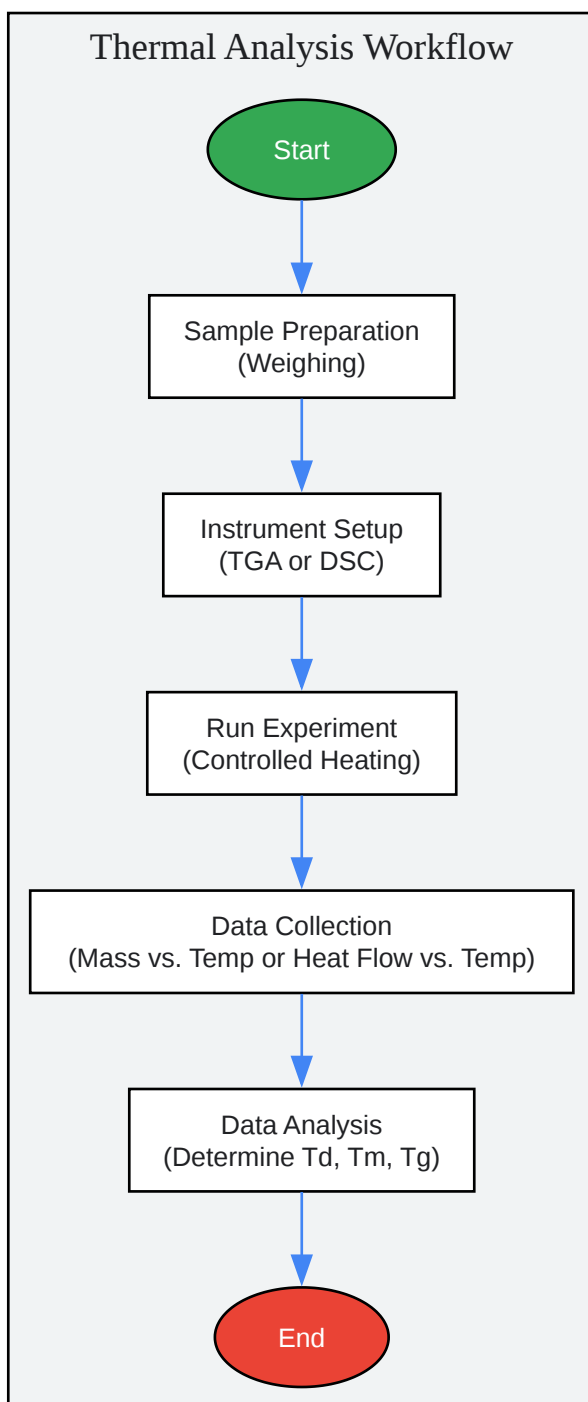 Thermal Analysis Workflow
Start
Sample Preparation
(Weighing)
Instrument Setup
(TGA or DSC)
Run Experiment
(Controlled Heating)
Data Collection
(Mass vs. Temp or Heat Flow vs. Temp)
Data Analysis
(Determine Td, Tm, Tg)
End